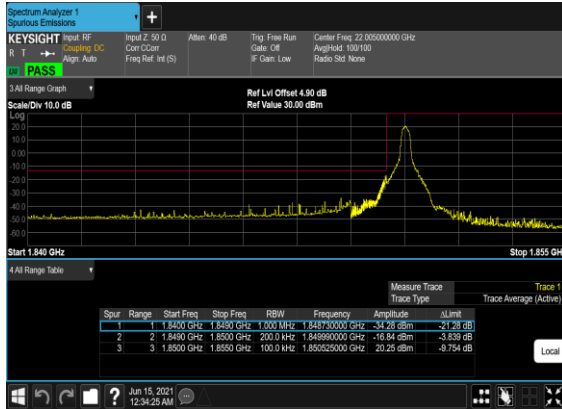 Spectrum Analyzer 1
Spurious Emissions
+
KEYSIGHT Input: RF Input Z: 50 Ω Atten: 40 dB Trig: Free Run Center Freq: 22.005000000 GHz
R T Coupling: DC Corr CCorr Gate: Off Avg|Hold: 100/100
Align: Auto Freq Ref: Int (S) IF Gain: Low Radio Std: None
PASS
3 All Range Graph
Ref Lvl Offset 4.90 dB
Scale/Div 10.0 dB Ref Value 30.00 dBm
Log
20.0
10.0
0.00
-10.0
-20.0
-30.0
-40.0
-50.0
-60.0
Start 1.840 GHz Stop 1.855 GH
4 All Range Table
Measure Trace Trace 1
Trace Type Trace Average (Active)
Spur Range Start Freq Stop Freq RBW Frequency Amplitude ΔLimit
1 1 1.8400 GHz 1.8490 GHz 1.000 MHz 1.848730000 GHz -34.28 dBm -21.28 dB
2 2 1.8490 GHz 1.8500 GHz 200.0 kHz 1.849990000 GHz -16.84 dBm -3.839 dB
3 3 1.8500 GHz 1.8550 GHz 100.0 kHz 1.850525000 GHz 20.25 dBm -9.754 dB
Local
? Jun 15, 2021
12:34:25 AM